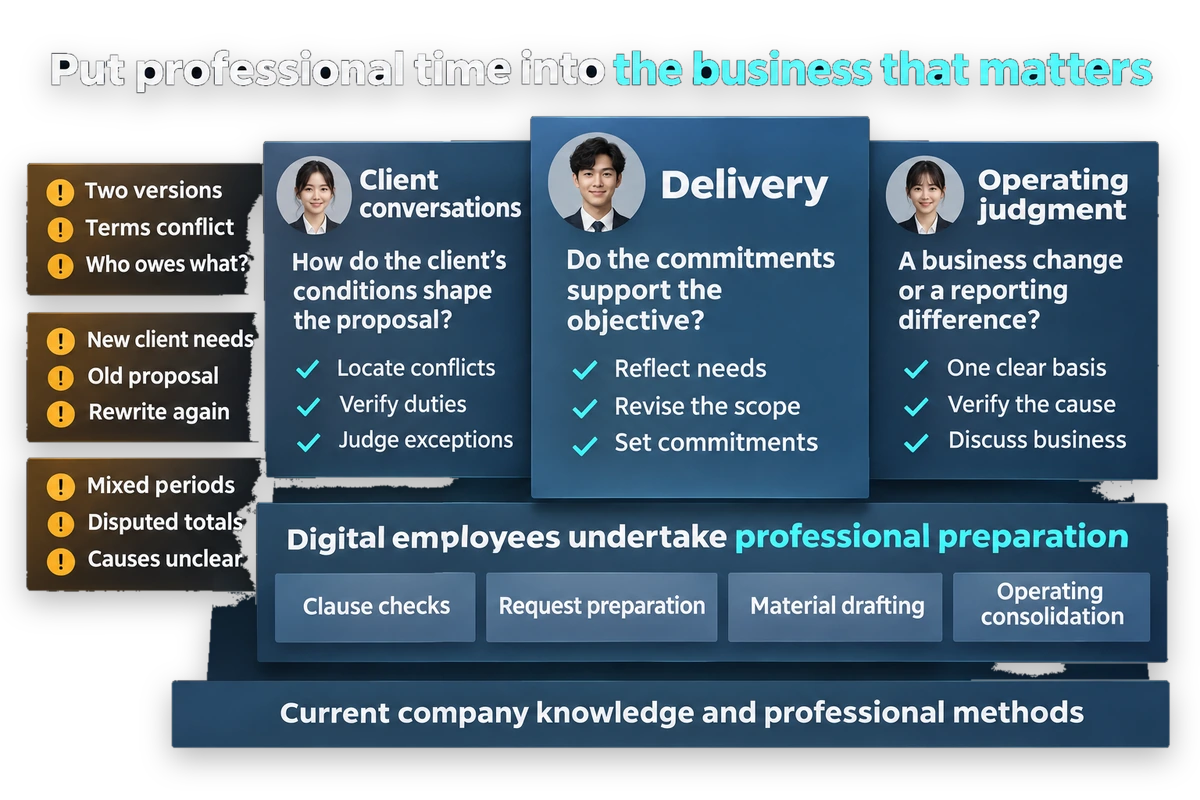 Put professional time into the business that matters
! Two versions
! Terms conflict
! Who owes what?
! New client needs
! Old proposal
! Rewrite again
! Mixed periods
! Disputed totals
! Causes unclear
Client
conversations
How do the client's
conditions shape
the proposal?
Locate conflicts
Verify duties
Judge exceptions
Delivery
Do the commitments
support the
objective?
Reflect needs
Revise the scope
Set commitments
Operating
judgment
A business change
or a reporting
difference?
One clear basis
Verify the cause
Discuss business
Digital employees undertake professional preparation
Clause checks
Request preparation
Material drafting
Operating
consolidation
Current company knowledge and professional methods